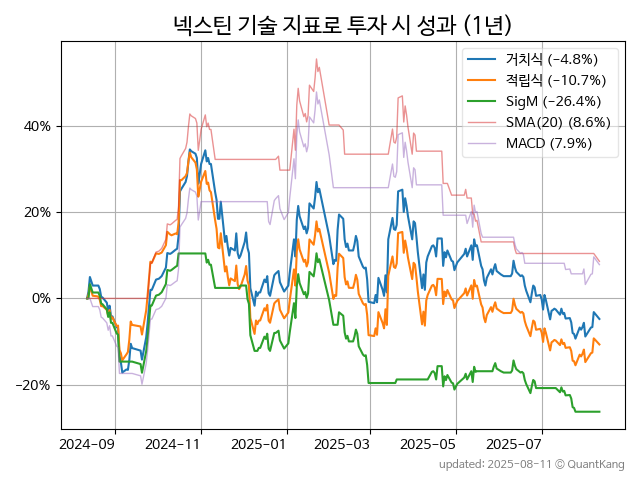 넥스틴 기술 지표로 투자 시 성과 (1년)
거치식 (−4.8%)
적립식 (−10.7%)
SigM (−26.4%)
SMA(20) (8.6%)
MACD (7.9%)
40%
20%
0%
−20%
2024-09 2024-11 2025-01 2025-03 2025-05 2025-07
updated: 2025-08-11 © QuantKang